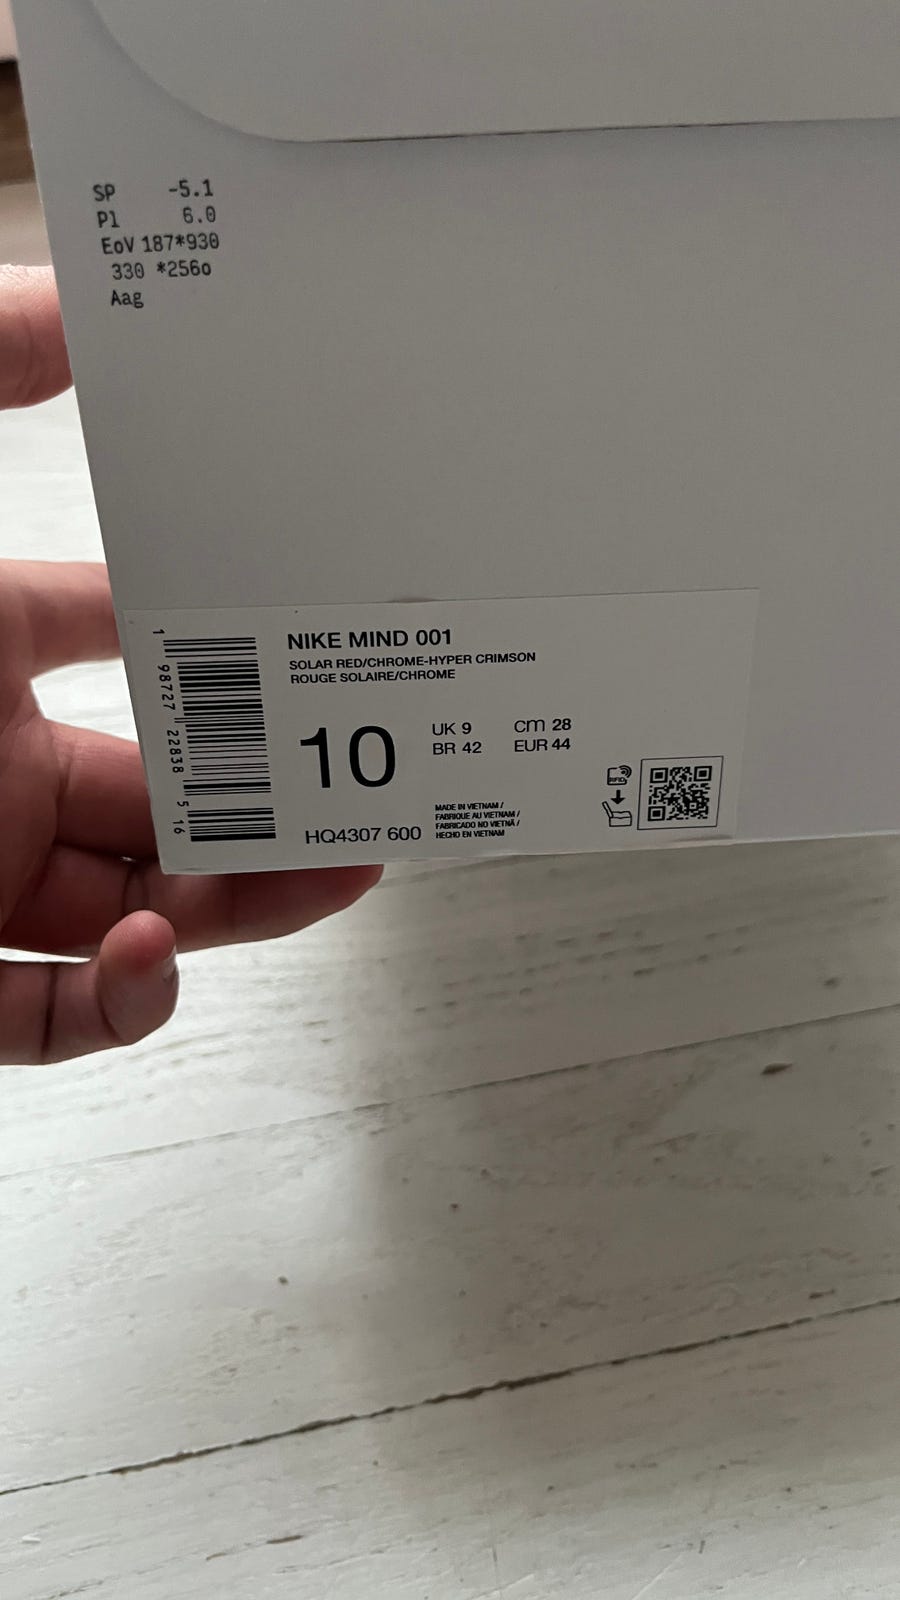 SP -5.1
Pl 6.0
EoV 187*930
330 *256o
Aag
NIKE MIND 001
SOLAR RED/CHROME-HYPER CRIMSON
ROUGE SOLAIRE/CHROME
10
UK 9 cm 28
BR 42 EUR 44
HQ4307 600
MADE IN VIETNAM /
FABRIQUE AU VIETNAM /
FABRICADO NO VIETNÃ /
HECHO EN VIETNAM
RFID
1 98727 22838 5 16